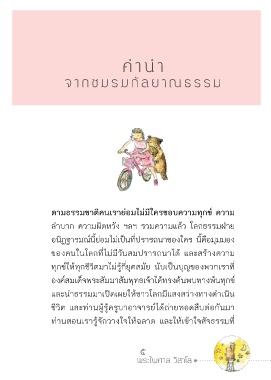 คำนำ
จากชมรมกัลยาณธรรม
ตามธรรมชาติคนเราย่อมไม่มีใครชอบความทุกข์ ความ
ลำบาก ความผิดหวัง ฯลฯ รวมความแล้ว โลกธรรมฝ่าย
อนิฏฐารมณ์นี้ย่อมไม่เป็นที่ปรารถนาของใคร นี้คือมุมมอง
ของคนในโลกที่ไม่มีวันสมปรารถนาได้ และสร้างความ
ทุกข์ให้ทุกชีวิตมาไม่รู้กี่ยุคสมัย นับเป็นบุญของพวกเราที่
องค์สมเด็จพระสัมมาสัมพุทธเจ้าได้ทรงค้นพบทางพ้นทุกข์
และนำธรรมมาเปิดเผยให้ชาวโลกมีแสงสว่างทางดำเนิน
ชีวิต และท่านผู้รู้ครูบาอาจารย์ได้ถ่ายทอดสืบต่อกันมา
ท่านสอนเรารู้จักวางใจให้ฉลาด และให้เข้าใจสัจธรรมที่
๕
พระไพศาล วิสาโล